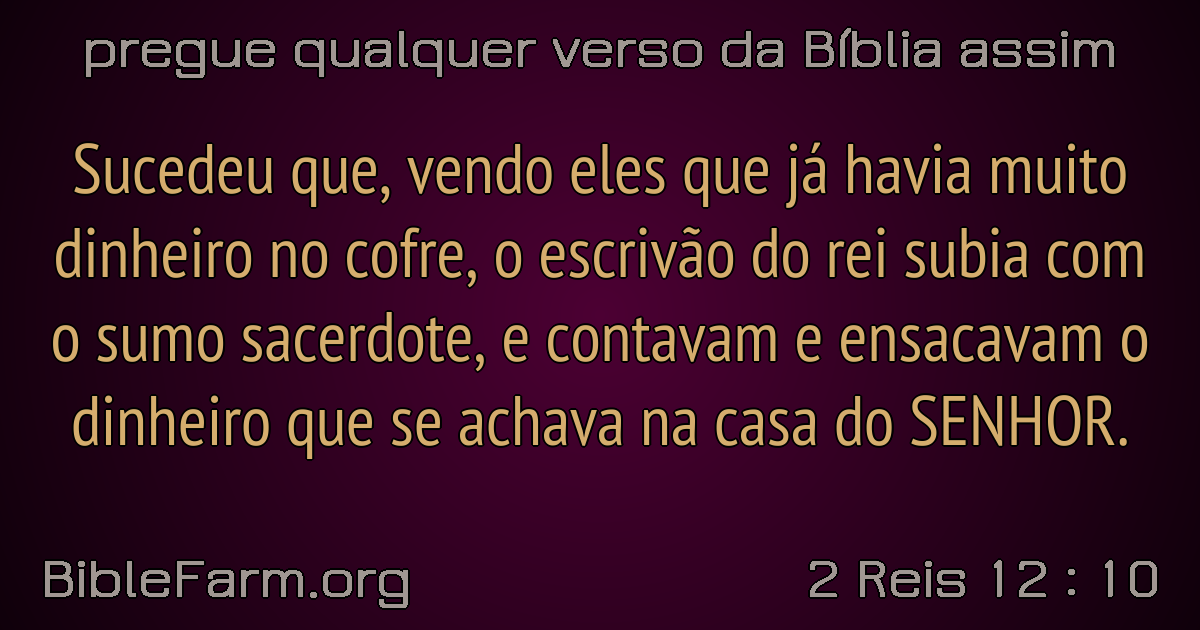 pregue qualquer verso da Bíblia assim
Sucedeu que, vendo eles que já havia muito
dinheiro no cofre, o escrivão do rei subia com
o sumo sacerdote, e contavam e ensacavam o
dinheiro que se achava na casa do SENHOR.
BibleFarm.org
2 Reis 12 : 10